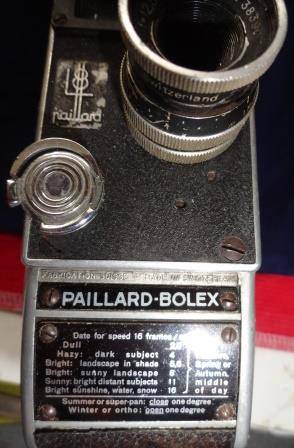 Switzerland
paillard
PAILLARD-BOLEX
Date for speed 16 frames/
Dull
Hazy: dark subject 4
Bright: landscape in shade 5,6
Bright: sunny landscape 8
Sunny: bright distant subjects 11
Bright sunshine, water, snow 16
Spring or
Autumn
middle
of day
Summer or super-pan: close one degree
Winter or ortho: open one degree